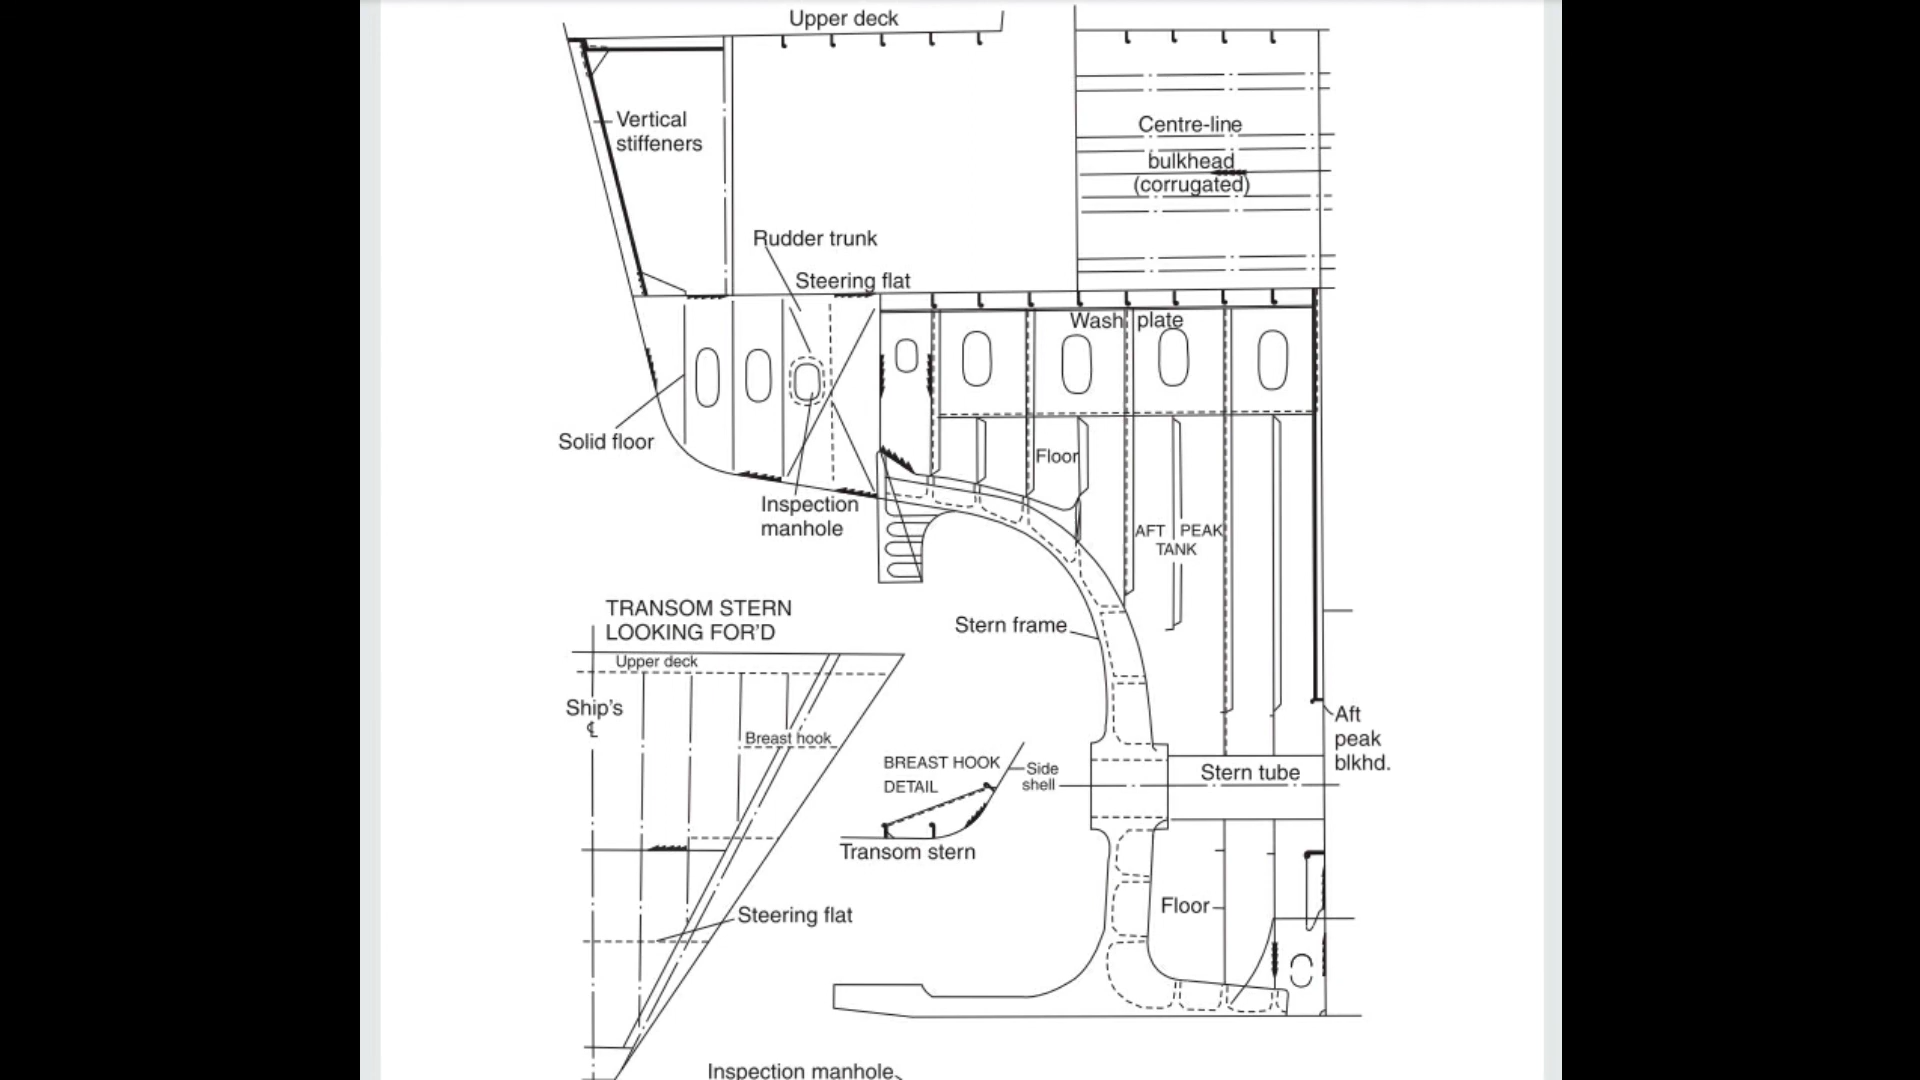 Upper deck
Vertical
stiffeners
Centre-line
bulkhead
(corrugated)
Rudder trunk
Steering flat
Wash plate
Solid floor
Floor
Inspection
manhole
AFT PEAK
TANK
TRANSOM STERN
LOOKING FOR'D
Stern frame
Upper deck
Ship's
℄
Breast hook
Aft
peak
blkhd.
BREAST HOOK
DETAIL
Side
shell
Stern tube
Transom stern
Steering flat
Floor
Inspection manhole